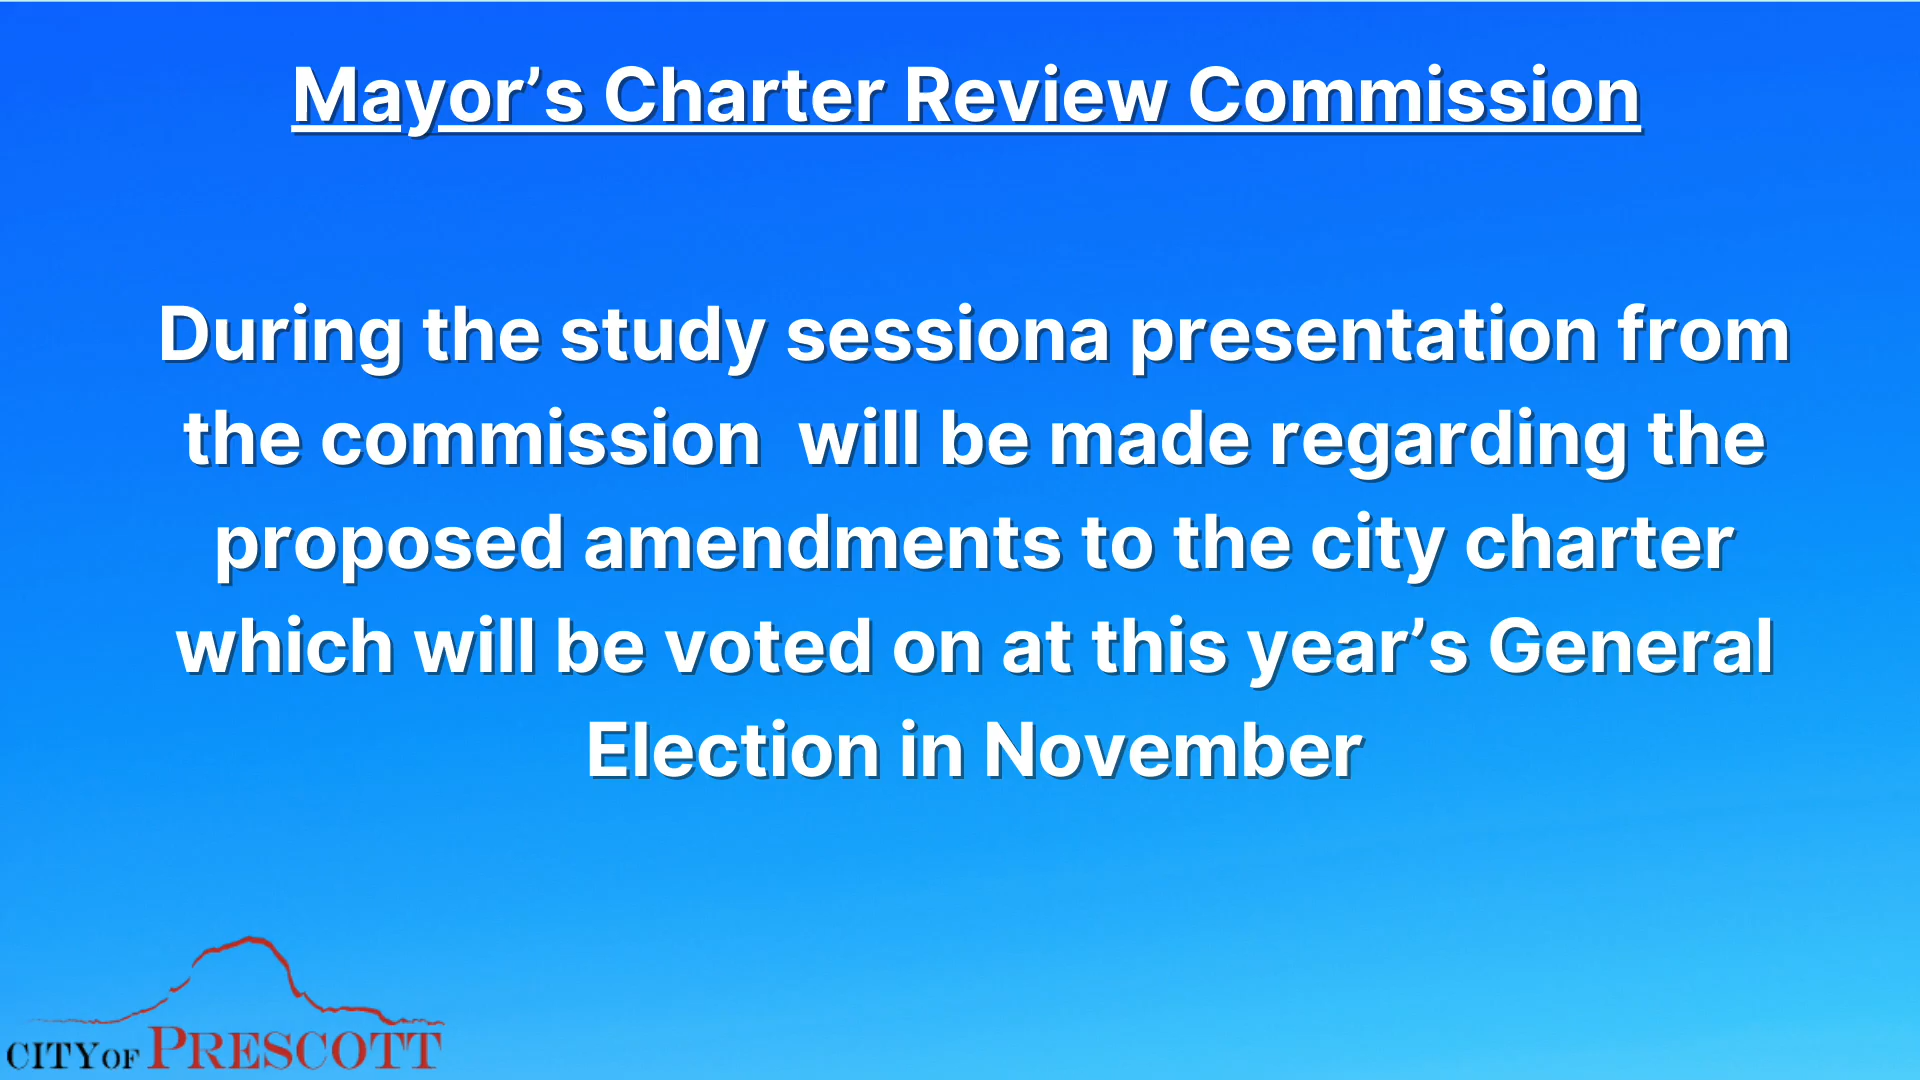 Mayor’s Charter Review Commission
During the study sessiona presentation from
the commission  will be made regarding the
proposed amendments to the city charter
which will be voted on at this year’s General
Election in November
CITY OF PRESCOTT